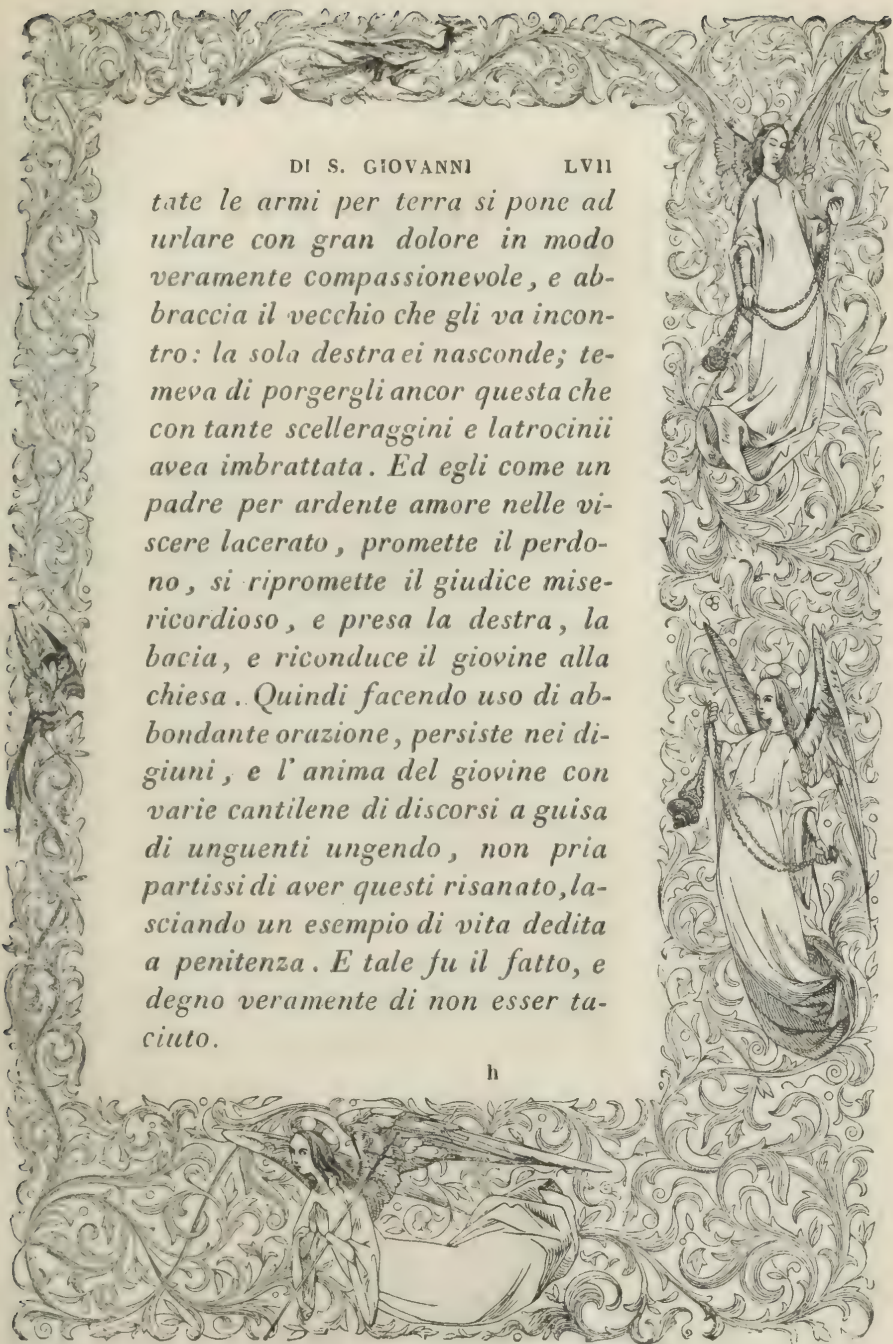 DI S. GIOVANNI LVII
tate le armi per terra si pone ad
urlare con gran dolore in modo
veramente compassionevole, e ab-
braccia il vecchio che gli va incon-
tro: la sola destra ei nasconde; te-
meva di porgergli ancor questa che
con tante scelleraggini e latrocinii
avea imbrattata. Ed egli come un
padre per ardente amore nelle vi-
scere lacerato, promette il perdo-
no, si ripromette il giudice mise-
ricordioso, e presa la destra, la
bacia, e riconduce il giovine alla
chiesa. Quindi facendo uso di ab-
bondante orazione, persiste nei di-
giuni, e l' anima del giovine con
varie cantilene di discorsi a guisa
di unguenti ungendo, non pria
partissi di aver questi risanato, la-
sciando un esempio di vita dedita
a penitenza. E tale fu il fatto, e
degno veramente di non esser ta-
ciuto.
h